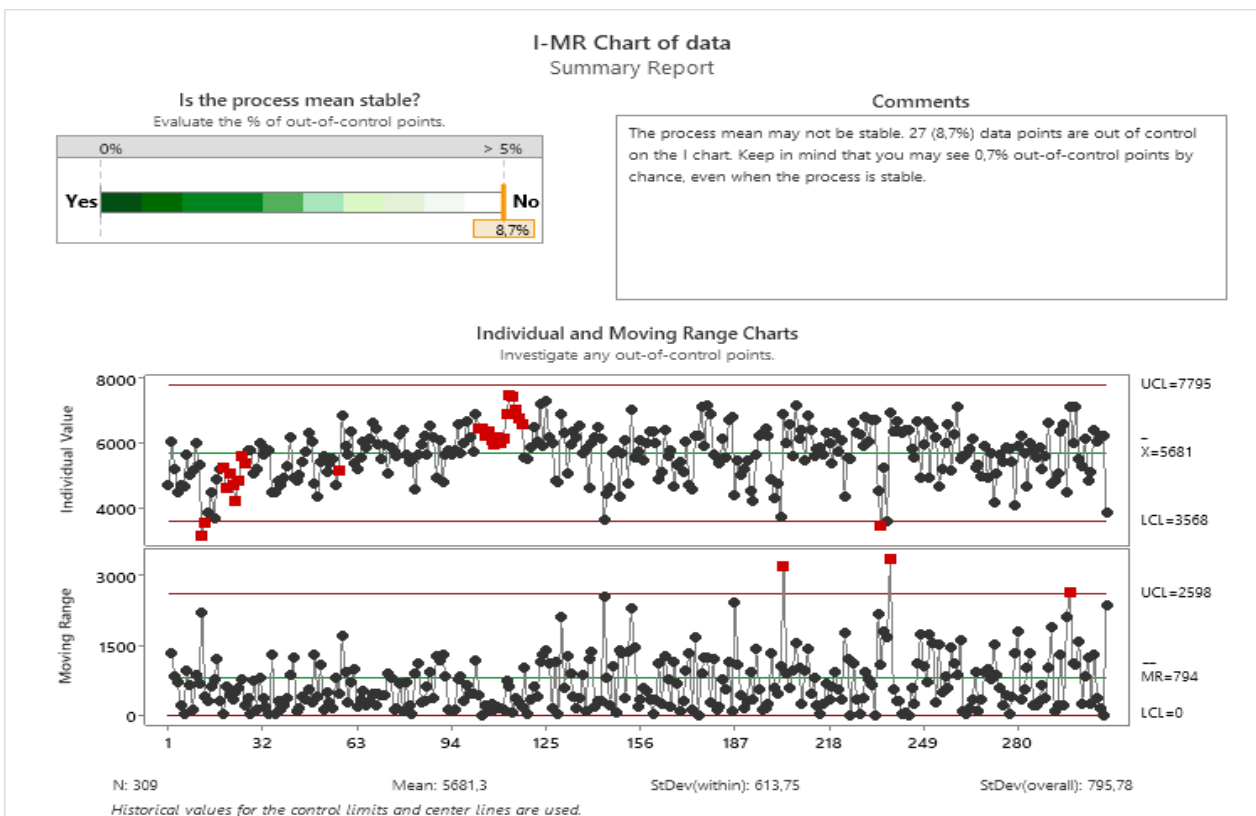 I-MR Chart of data
Summary Report
Is the process mean stable?
Evaluate the % of out-of-control points.
0%
> 5%
Yes
No
8,7%
Comments
The process mean may not be stable. 27 (8,7%) data points are out of control
on the I chart. Keep in mind that you may see 0,7% out-of-control points by
chance, even when the process is stable.
Individual and Moving Range Charts
Investigate any out-of-control points.
Individual Value
8000
6000
4000
UCL=7795
_
X=5681
LCL=3568
Moving Range
3000
1500
0
UCL=2598
__
MR=794
LCL=0
1 32 63 94 125 156 187 218 249 280
N: 309 Mean: 5681,3 StDev(within): 613,75 StDev(overall): 795,78
Historical values for the control limits and center lines are used.